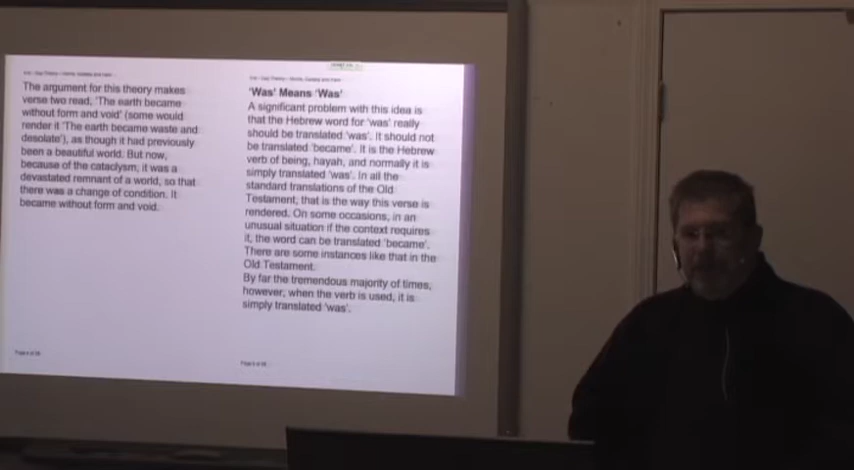 The argument for this theory makes
verse two read, 'The earth became
without form and void' (some would
render it 'The earth became waste and
desolate'), as though it had previously
been a beautiful world. But now,
because of the cataclysm, it was a
devastated remnant of a world, so that
there was a change of condition. It
became without form and void.
'Was' Means 'Was'
A significant problem with this idea is
that the Hebrew word for 'was' really
should be translated 'was'. It should not
be translated 'became'. It is the Hebrew
verb of being, hayah, and normally it is
simply translated 'was'. In all the
standard translations of the Old
Testament, that is the way this verse is
rendered. On some occasions, in an
unusual situation if the context requires
it, the word can be translated 'became'.
There are some instances like that in the
Old Testament.
By far the tremendous majority of times,
however, when the verb is used, it is
simply translated 'was'.